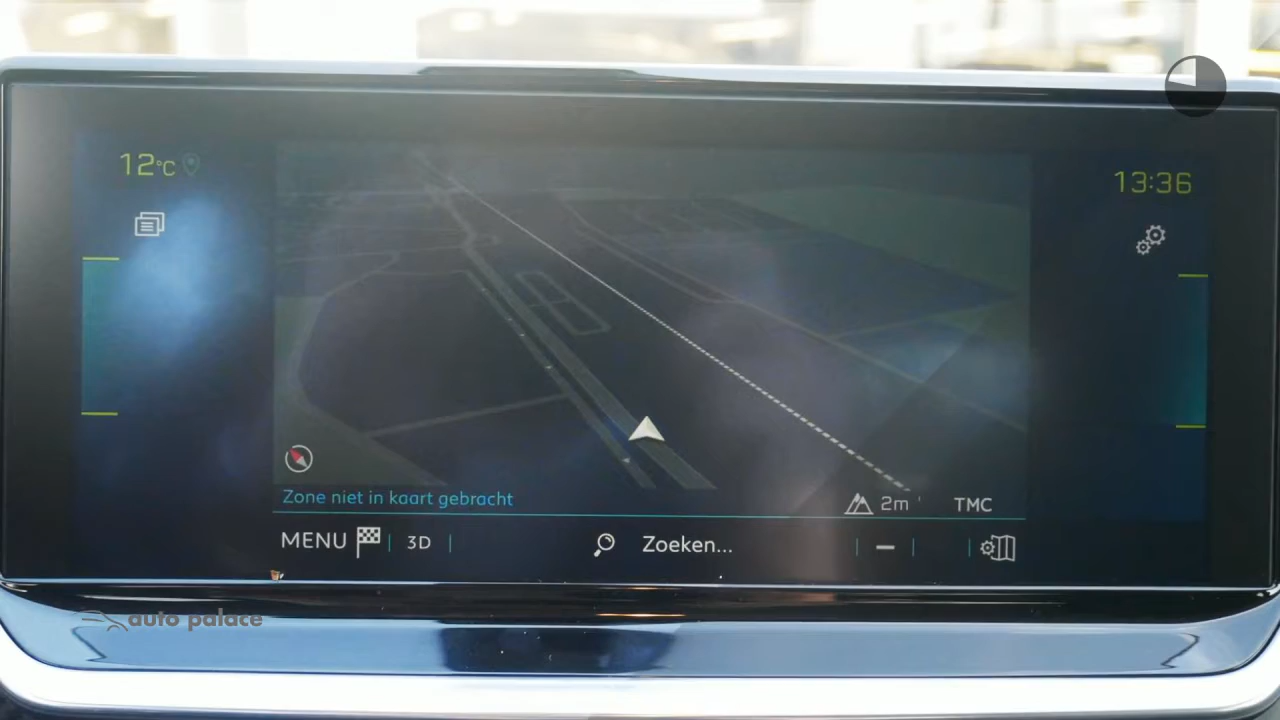 12°C
13:36
Zone niet in kaart gebracht
2m
TMC
MENU
3D
Zoeken...
auto palace